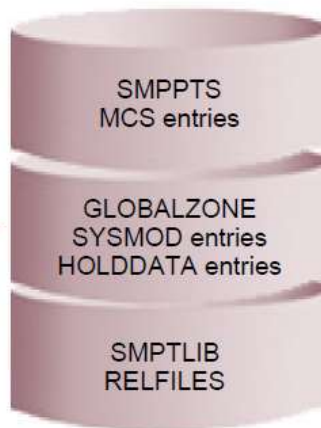 SMPPTS
MCS entries
GLOBALZONE
SYSMOD entries
HOLDDATA entries
SMPTLIB
RELFILES